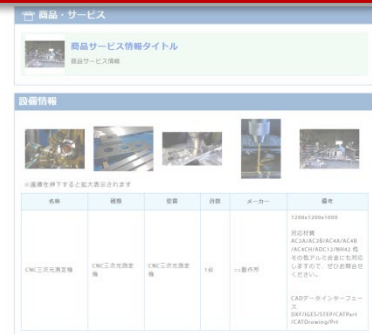 商品・サービス
商品サービス情報タイトル
商品サービス情報
設備情報
※画像を押下すると拡大表示されます
名称 種類 型番 台数 メーカー 備考
CNC三次元測定機 CNC三次元測定機 CNC三次元測定機 1台 ○○製作所
1200x1200x1000
対応材質
AC2A/AC2B/AC4A/AC4B
/AC4CH/ADC12/NM42 他
その他アルミ合金にも対応
しますので、ぜひお問合せ
ください。
CADデータインターフェー
ス
DXF/IGES/STEP/CATPart
/CATDrawing/Prt